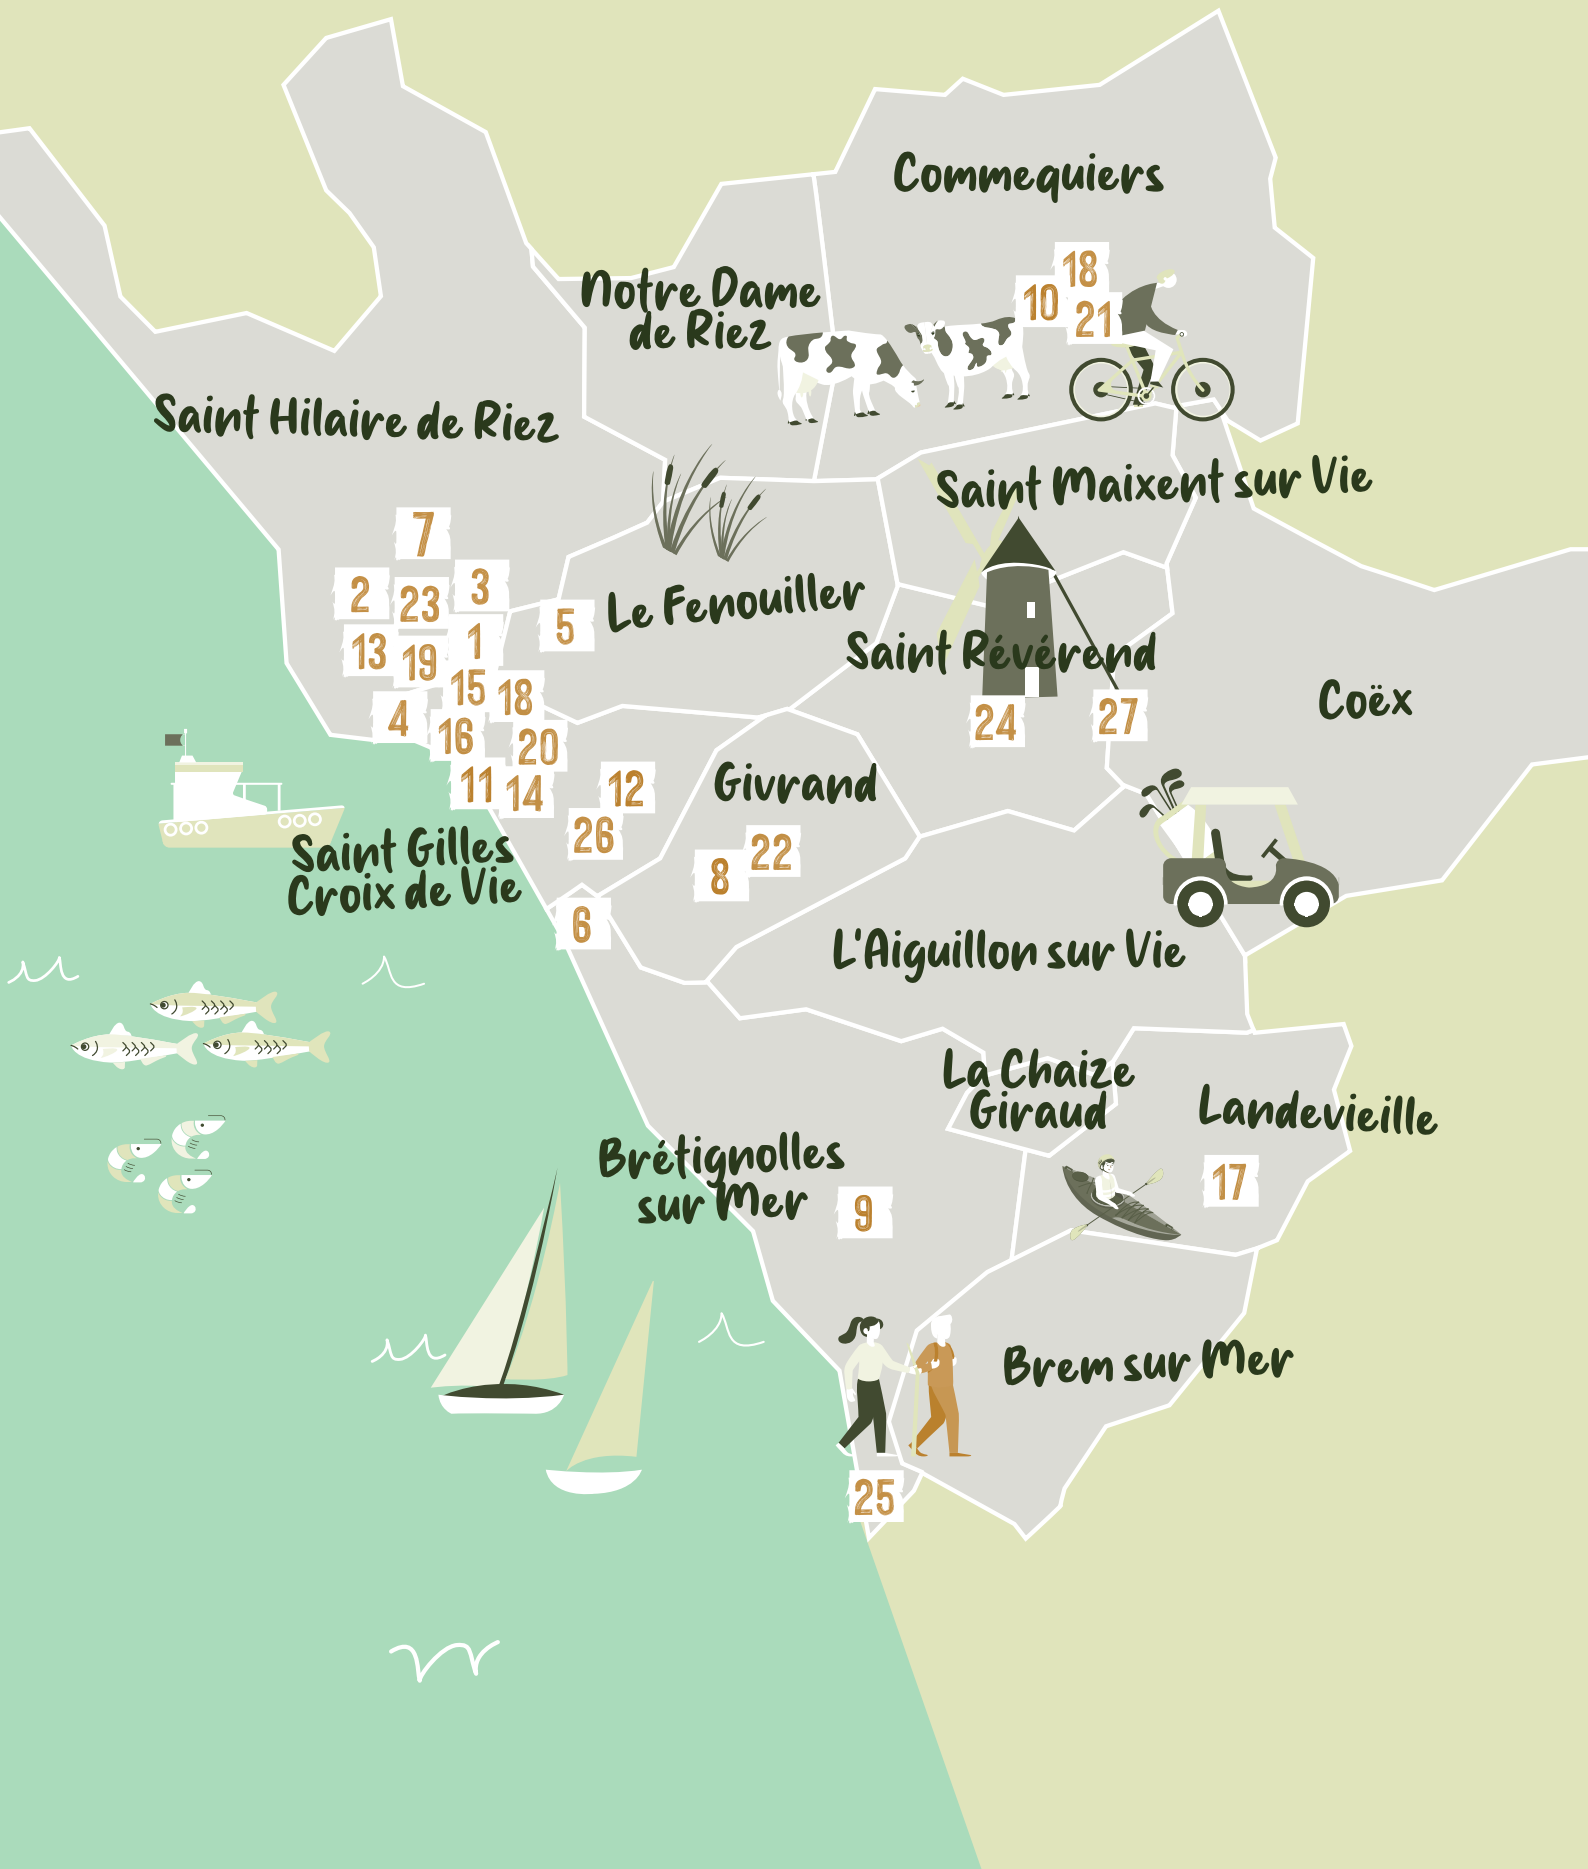 Commequiers
18
10
21
Notre Dame
de Riez
Saint Hilaire de Riez
Saint Maixent sur Vie
7
2
23
3
5
Le Fenouiller
13
19
1
Saint Révérend
15
18
4
16
20
24
27
Coëx
11
14
12
26
Givrand
8
22
Saint Gilles
Croix de Vie
6
L'Aiguillon sur Vie
La Chaize
Giraud
Landevieille
17
Brétignolles
sur Mer
9
Brem sur Mer
25